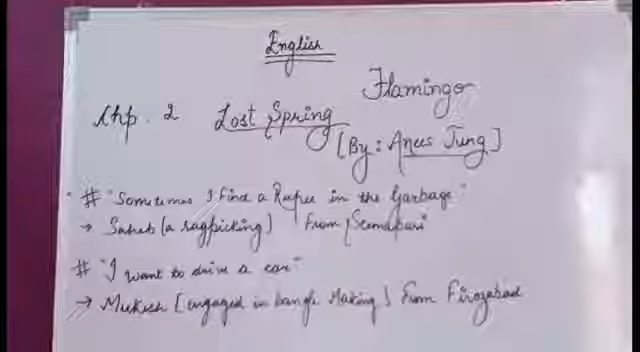 English
Flamingo
Chp. 2 Lost Spring
[By: Anees Jung]
# "Sometimes I find a Rupee in the Garbage"
→ Saheb (a ragpicking) From Seemapuri
# "I want to drive a car"
→ Mukesh [engaged in bangle Making] From Firozabad